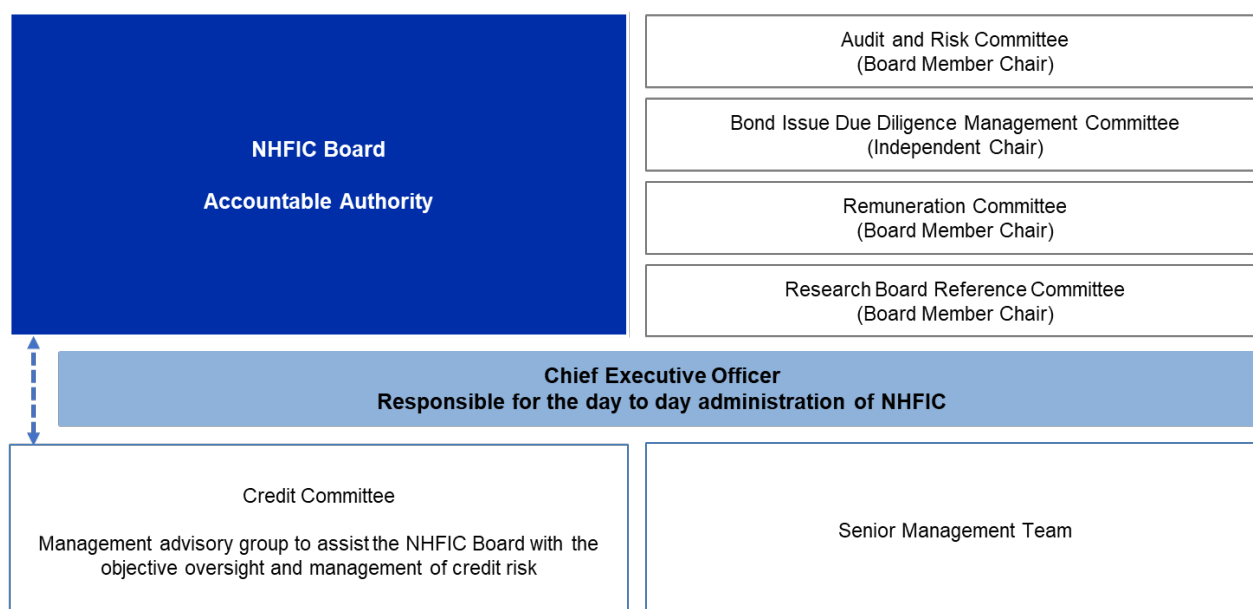 NHFIC Board
Accountable Authority
Audit and Risk Committee
(Board Member Chair)
Bond Issue Due Diligence Management Committee
(Independent Chair)
Remuneration Committee
(Board Member Chair)
Research Board Reference Committee
(Board Member Chair)
Chief Executive Officer
Responsible for the day to day administration of NHFIC
Credit Committee
Management advisory group to assist the NHFIC Board with the
objective oversight and management of credit risk
Senior Management Team